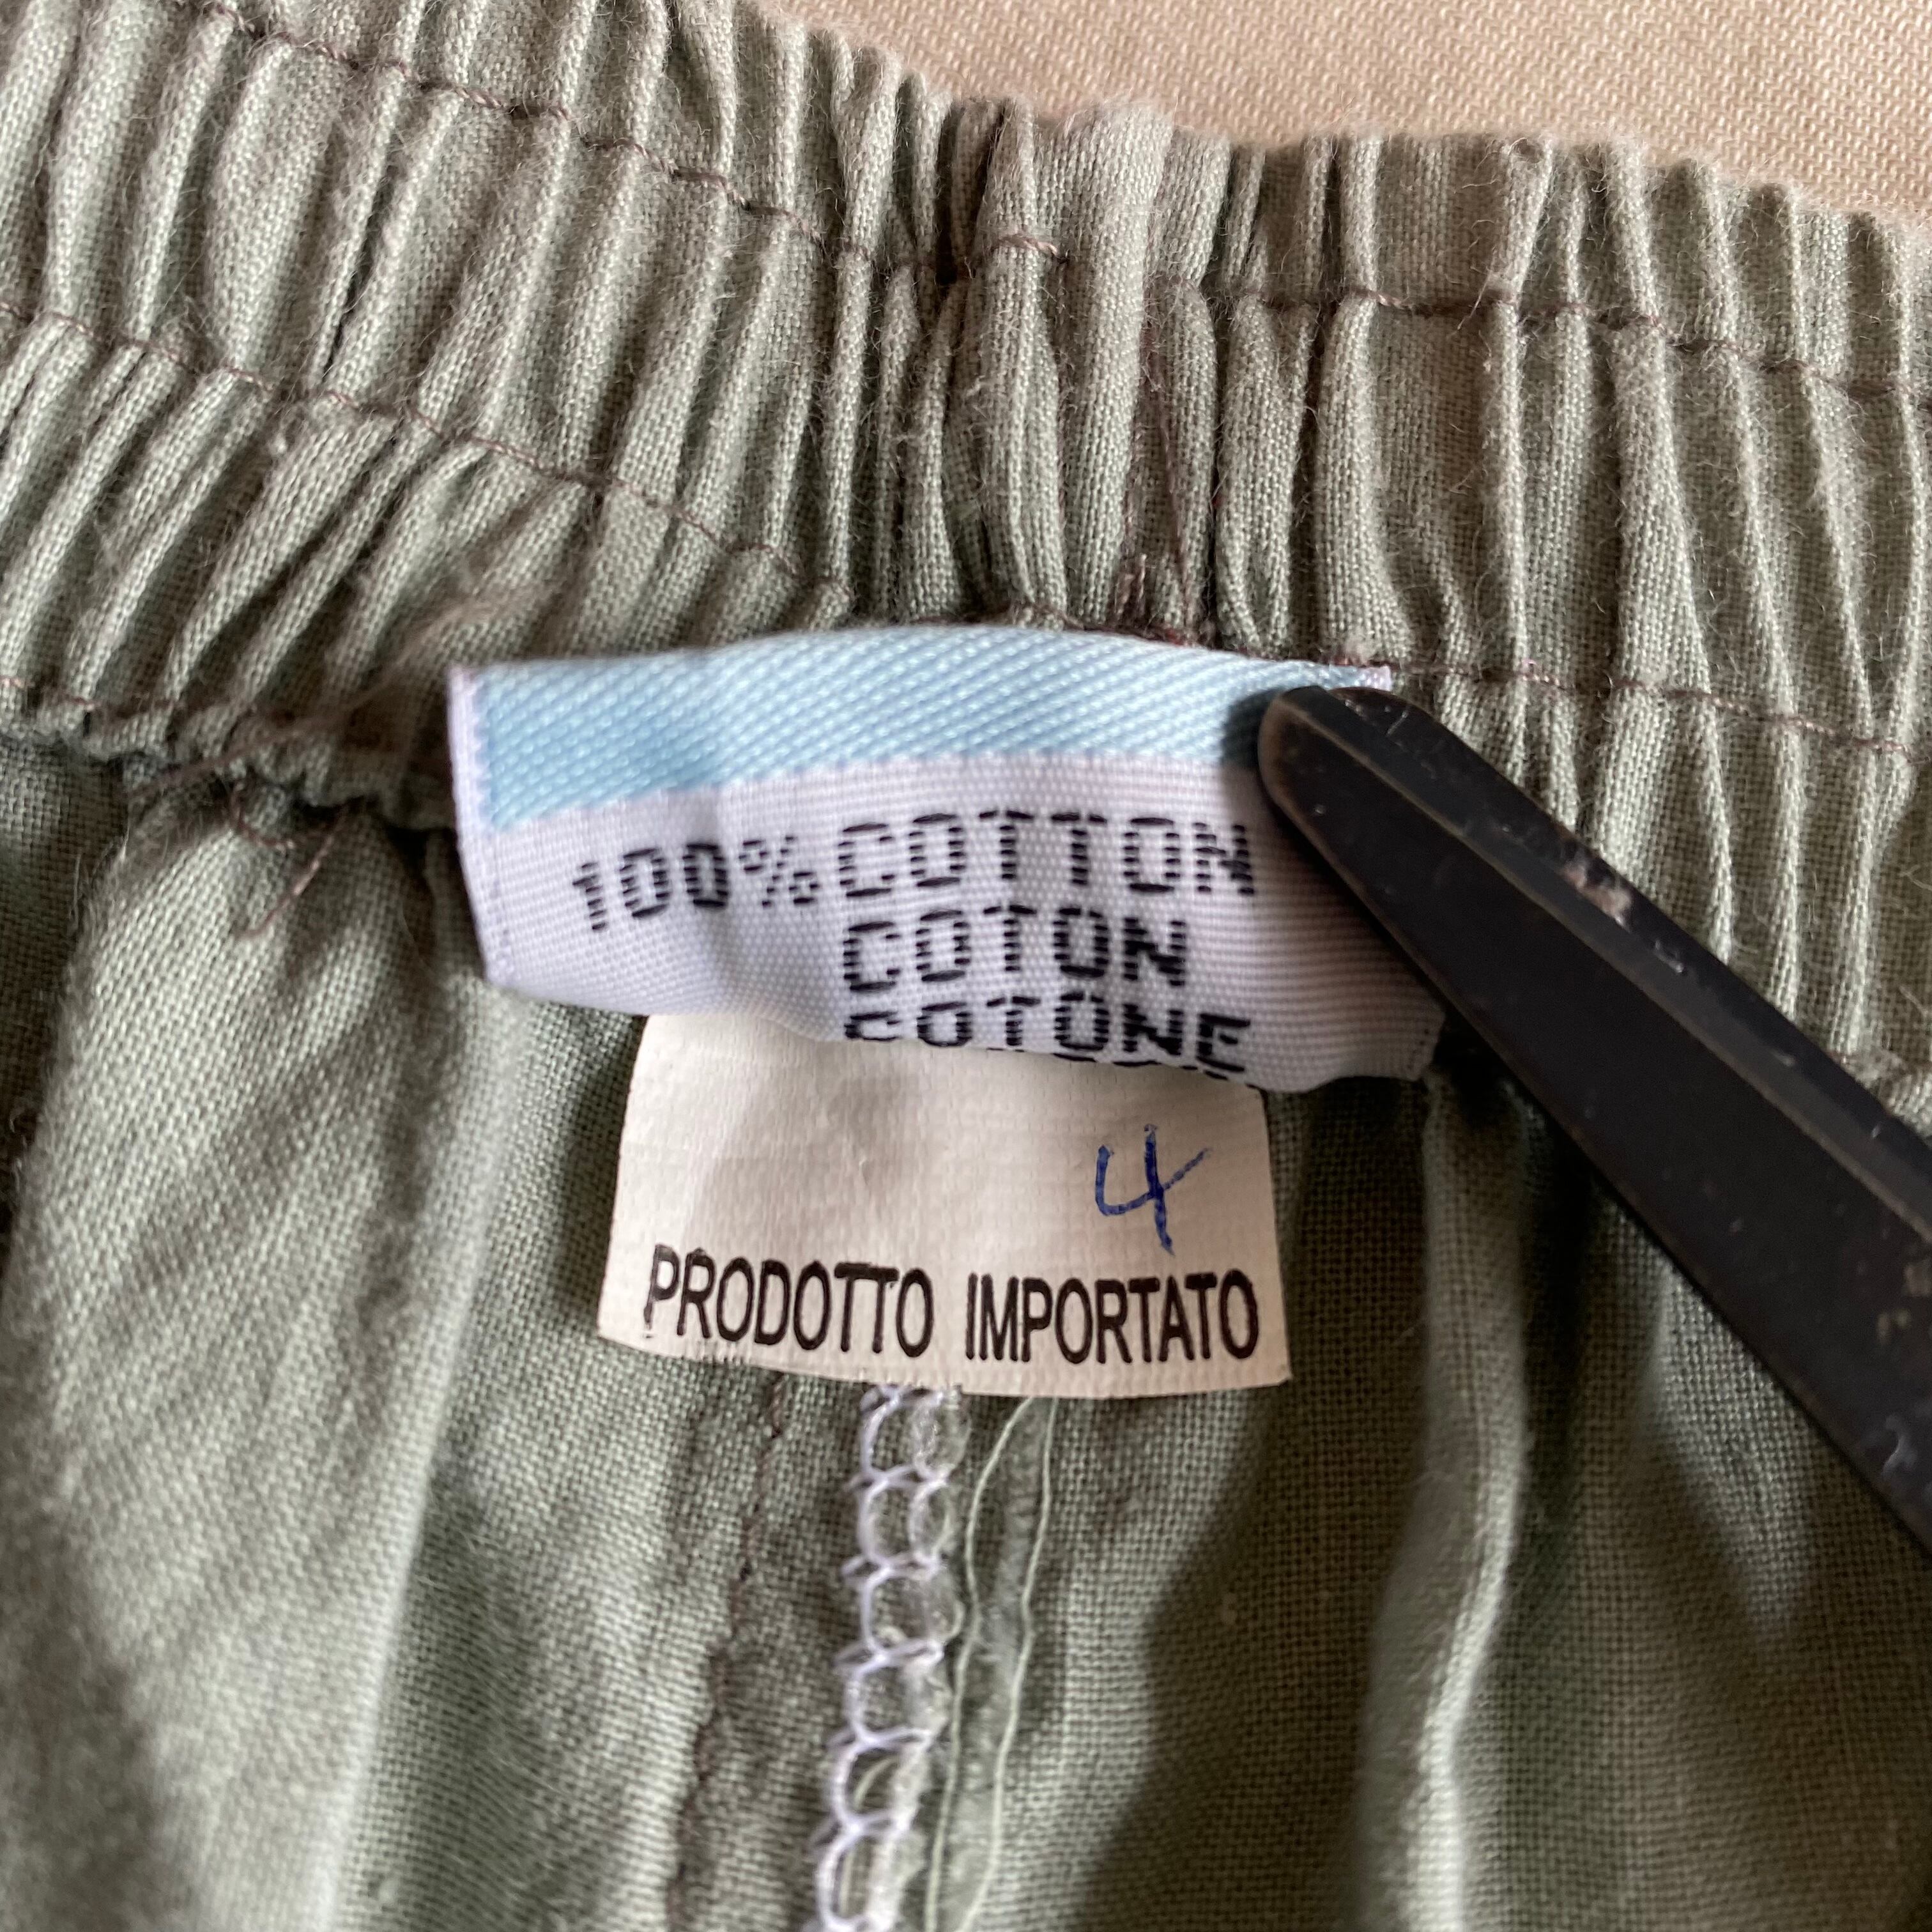 100% COTTON
COTON
COTONE
4
PRODOTTO IMPORTATO